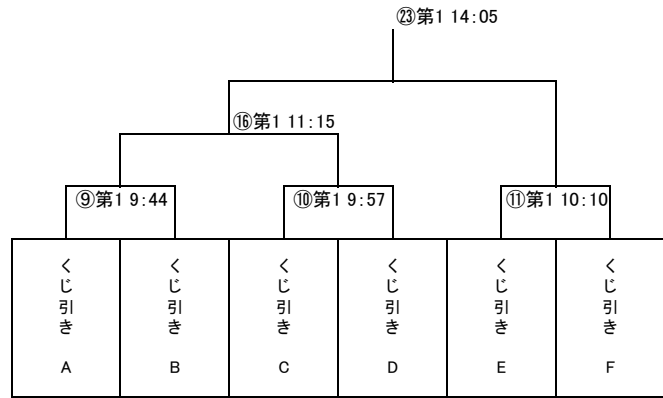 ㉓第1 14:05
⑯第1 11:15
⑨第1 9:44
⑩第1 9:57
⑪第1 10:10
くじ引き A
くじ引き B
くじ引き C
くじ引き D
くじ引き E
くじ引き F